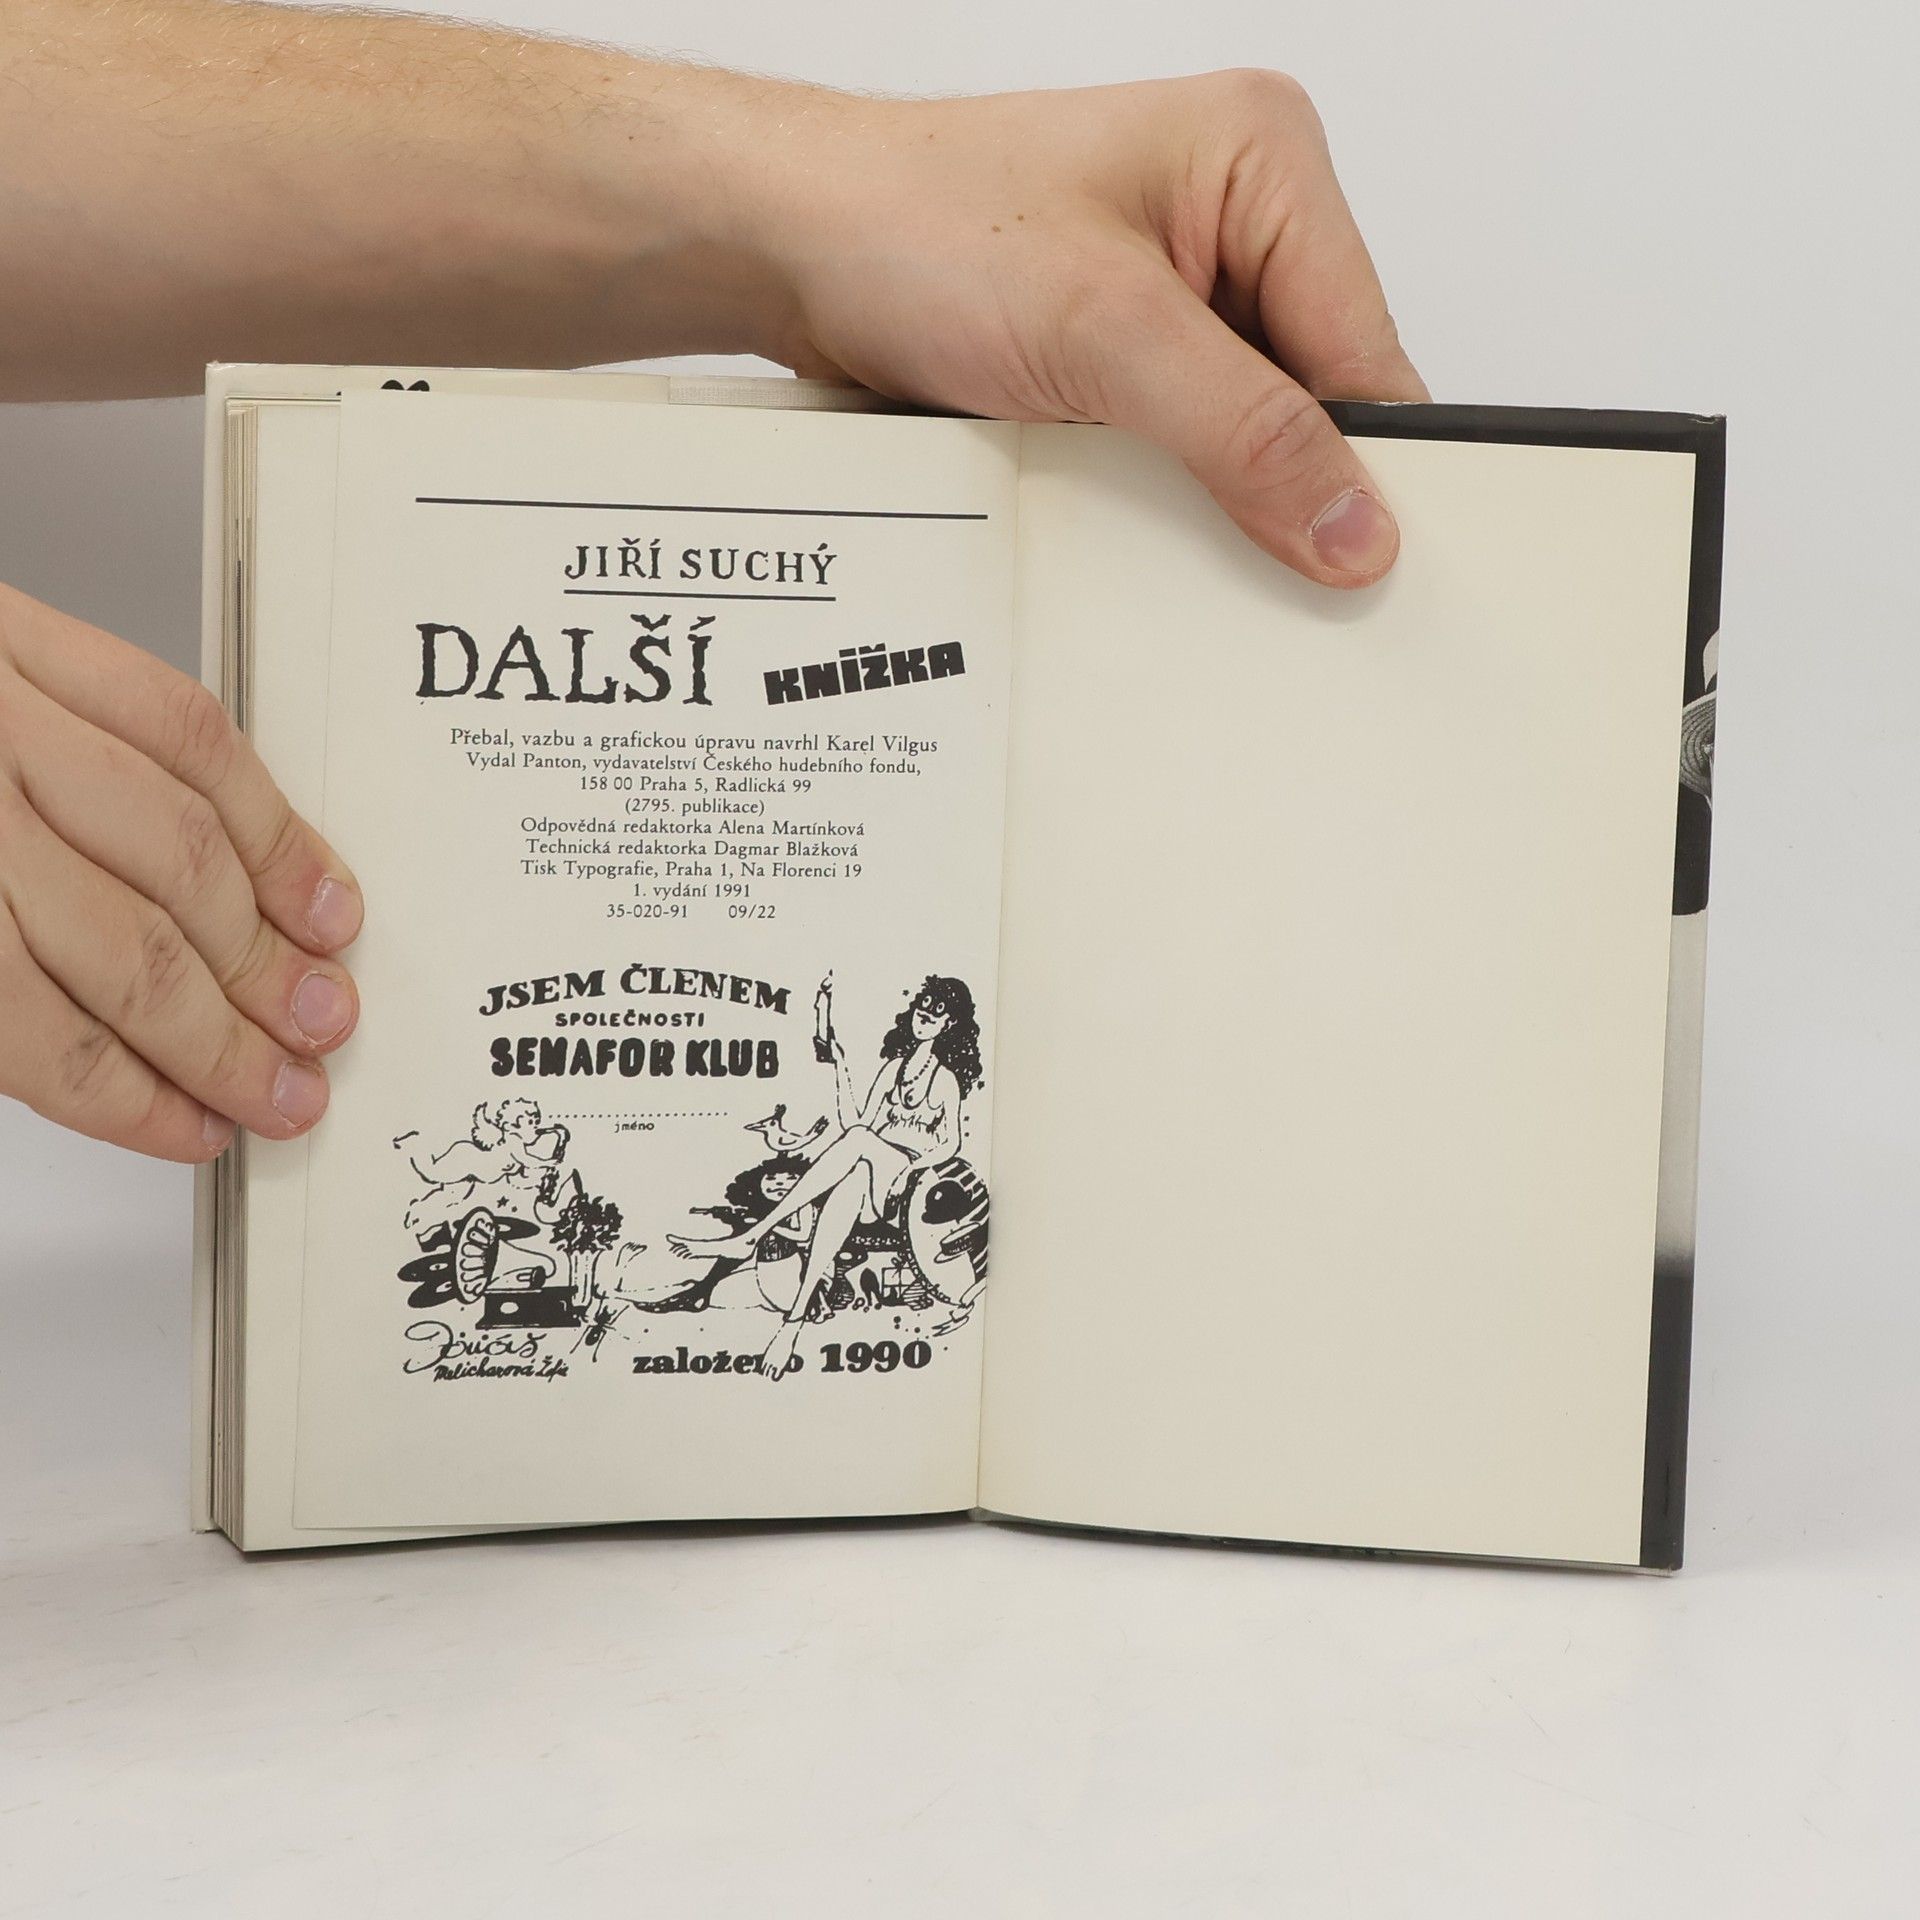 JIŘÍ SUCHÝ
DALŠÍ KNÍŽKA
Přebal, vazbu a grafickou úpravu navrhl Karel Vilgus
Vydal Panton, vydavatelství Českého hudebního fondu,
158 00 Praha 5, Radlická 99
(2795. publikace)
Odpovědná redaktorka Alena Martínková
Technická redaktorka Dagmar Blažková
Tisk Typografie, Praha 1, Na Florenci 19
1. vydání 1991
35-020-91 09/22
JSEM ČLENEM
SPOLEČNOSTI
SEMAFOR KLUB
jméno
založeno 1990